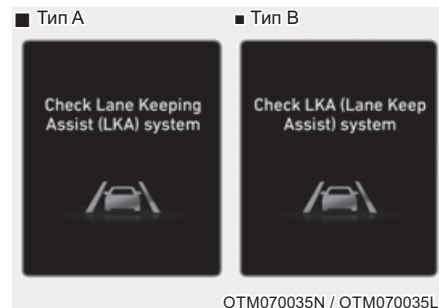 ■ Тип A
■ Тип B
Check Lane Keeping
Assist (LKA) system
Check LKA (Lane Keep
Assist) system
OTM070035N / OTM070035L